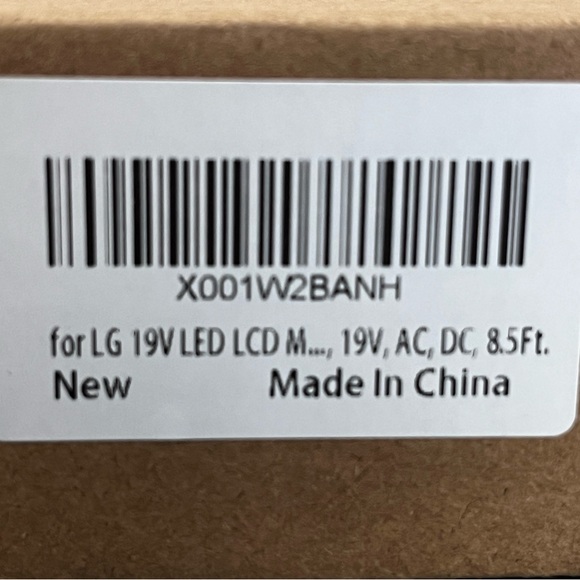 X001W2BANH
for LG 19V LED LCD M..., 19V, AC, DC, 8.5Ft.
New Made In China